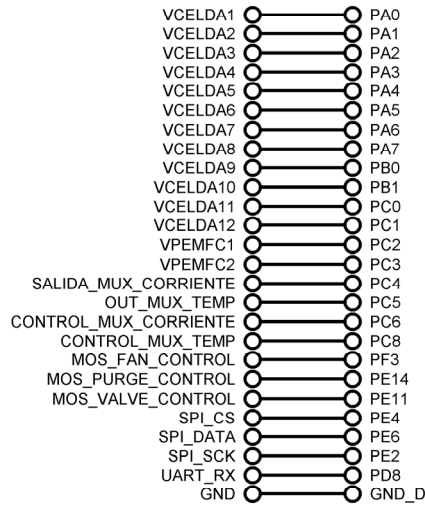 VCELDA1 PA0
VCELDA2 PA1
VCELDA3 PA2
VCELDA4 PA3
VCELDA5 PA4
VCELDA6 PA5
VCELDA7 PA6
VCELDA8 PA7
VCELDA9 PB0
VCELDA10 PB1
VCELDA11 PC0
VCELDA12 PC1
VPEMFC1 PC2
VPEMFC2 PC3
SALIDA_MUX_CORRIENTE PC4
OUT_MUX_TEMP PC5
CONTROL_MUX_CORRIENTE PC6
CONTROL_MUX_TEMP PC8
MOS_FAN_CONTROL PF3
MOS_PURGE_CONTROL PE14
MOS_VALVE_CONTROL PE11
SPI_CS PE4
SPI_DATA PE6
SPI_SCK PE2
UART_RX PD8
GND GND_D